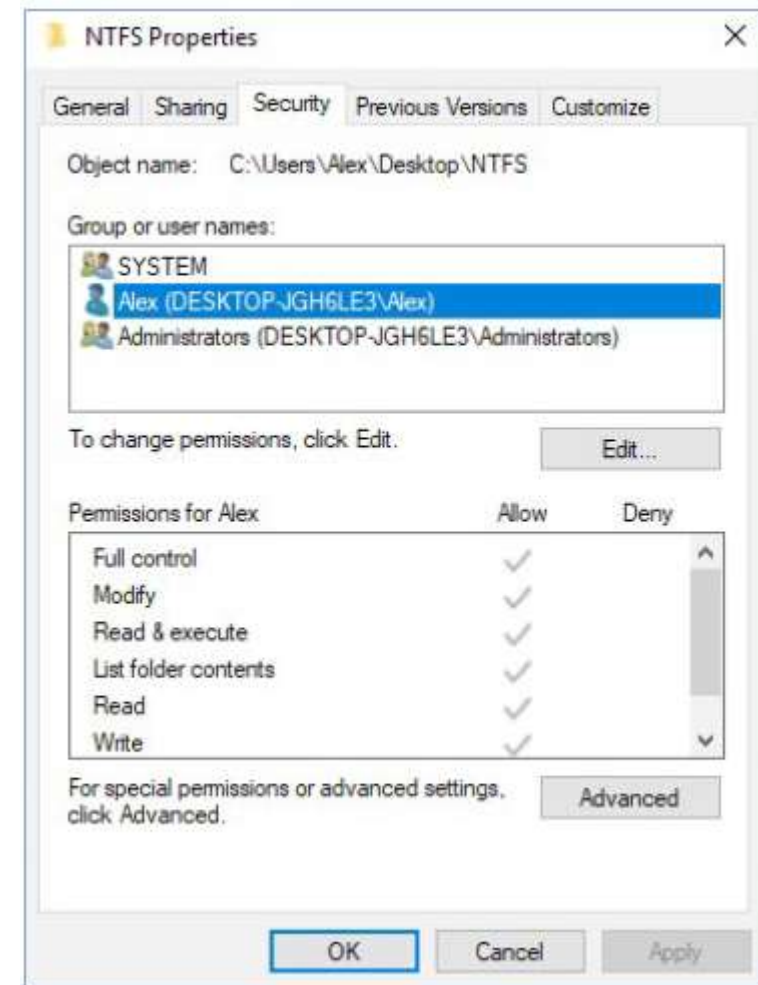 NTFS Properties
General Sharing Security Previous Versions Customize
Object name: C:\Users\Alex\Desktop\NTFS
Group or user names:
SYSTEM
Alex (DESKTOP-JGH6LE3\Alex)
Administrators (DESKTOP-JGH6LE3\Administrators)
To change permissions, click Edit.
Edit...
Permissions for Alex Allow Deny
Full control
Modify
Read & execute
List folder contents
Read
Write
For special permissions or advanced settings,
click Advanced.
Advanced
OK Cancel Apply